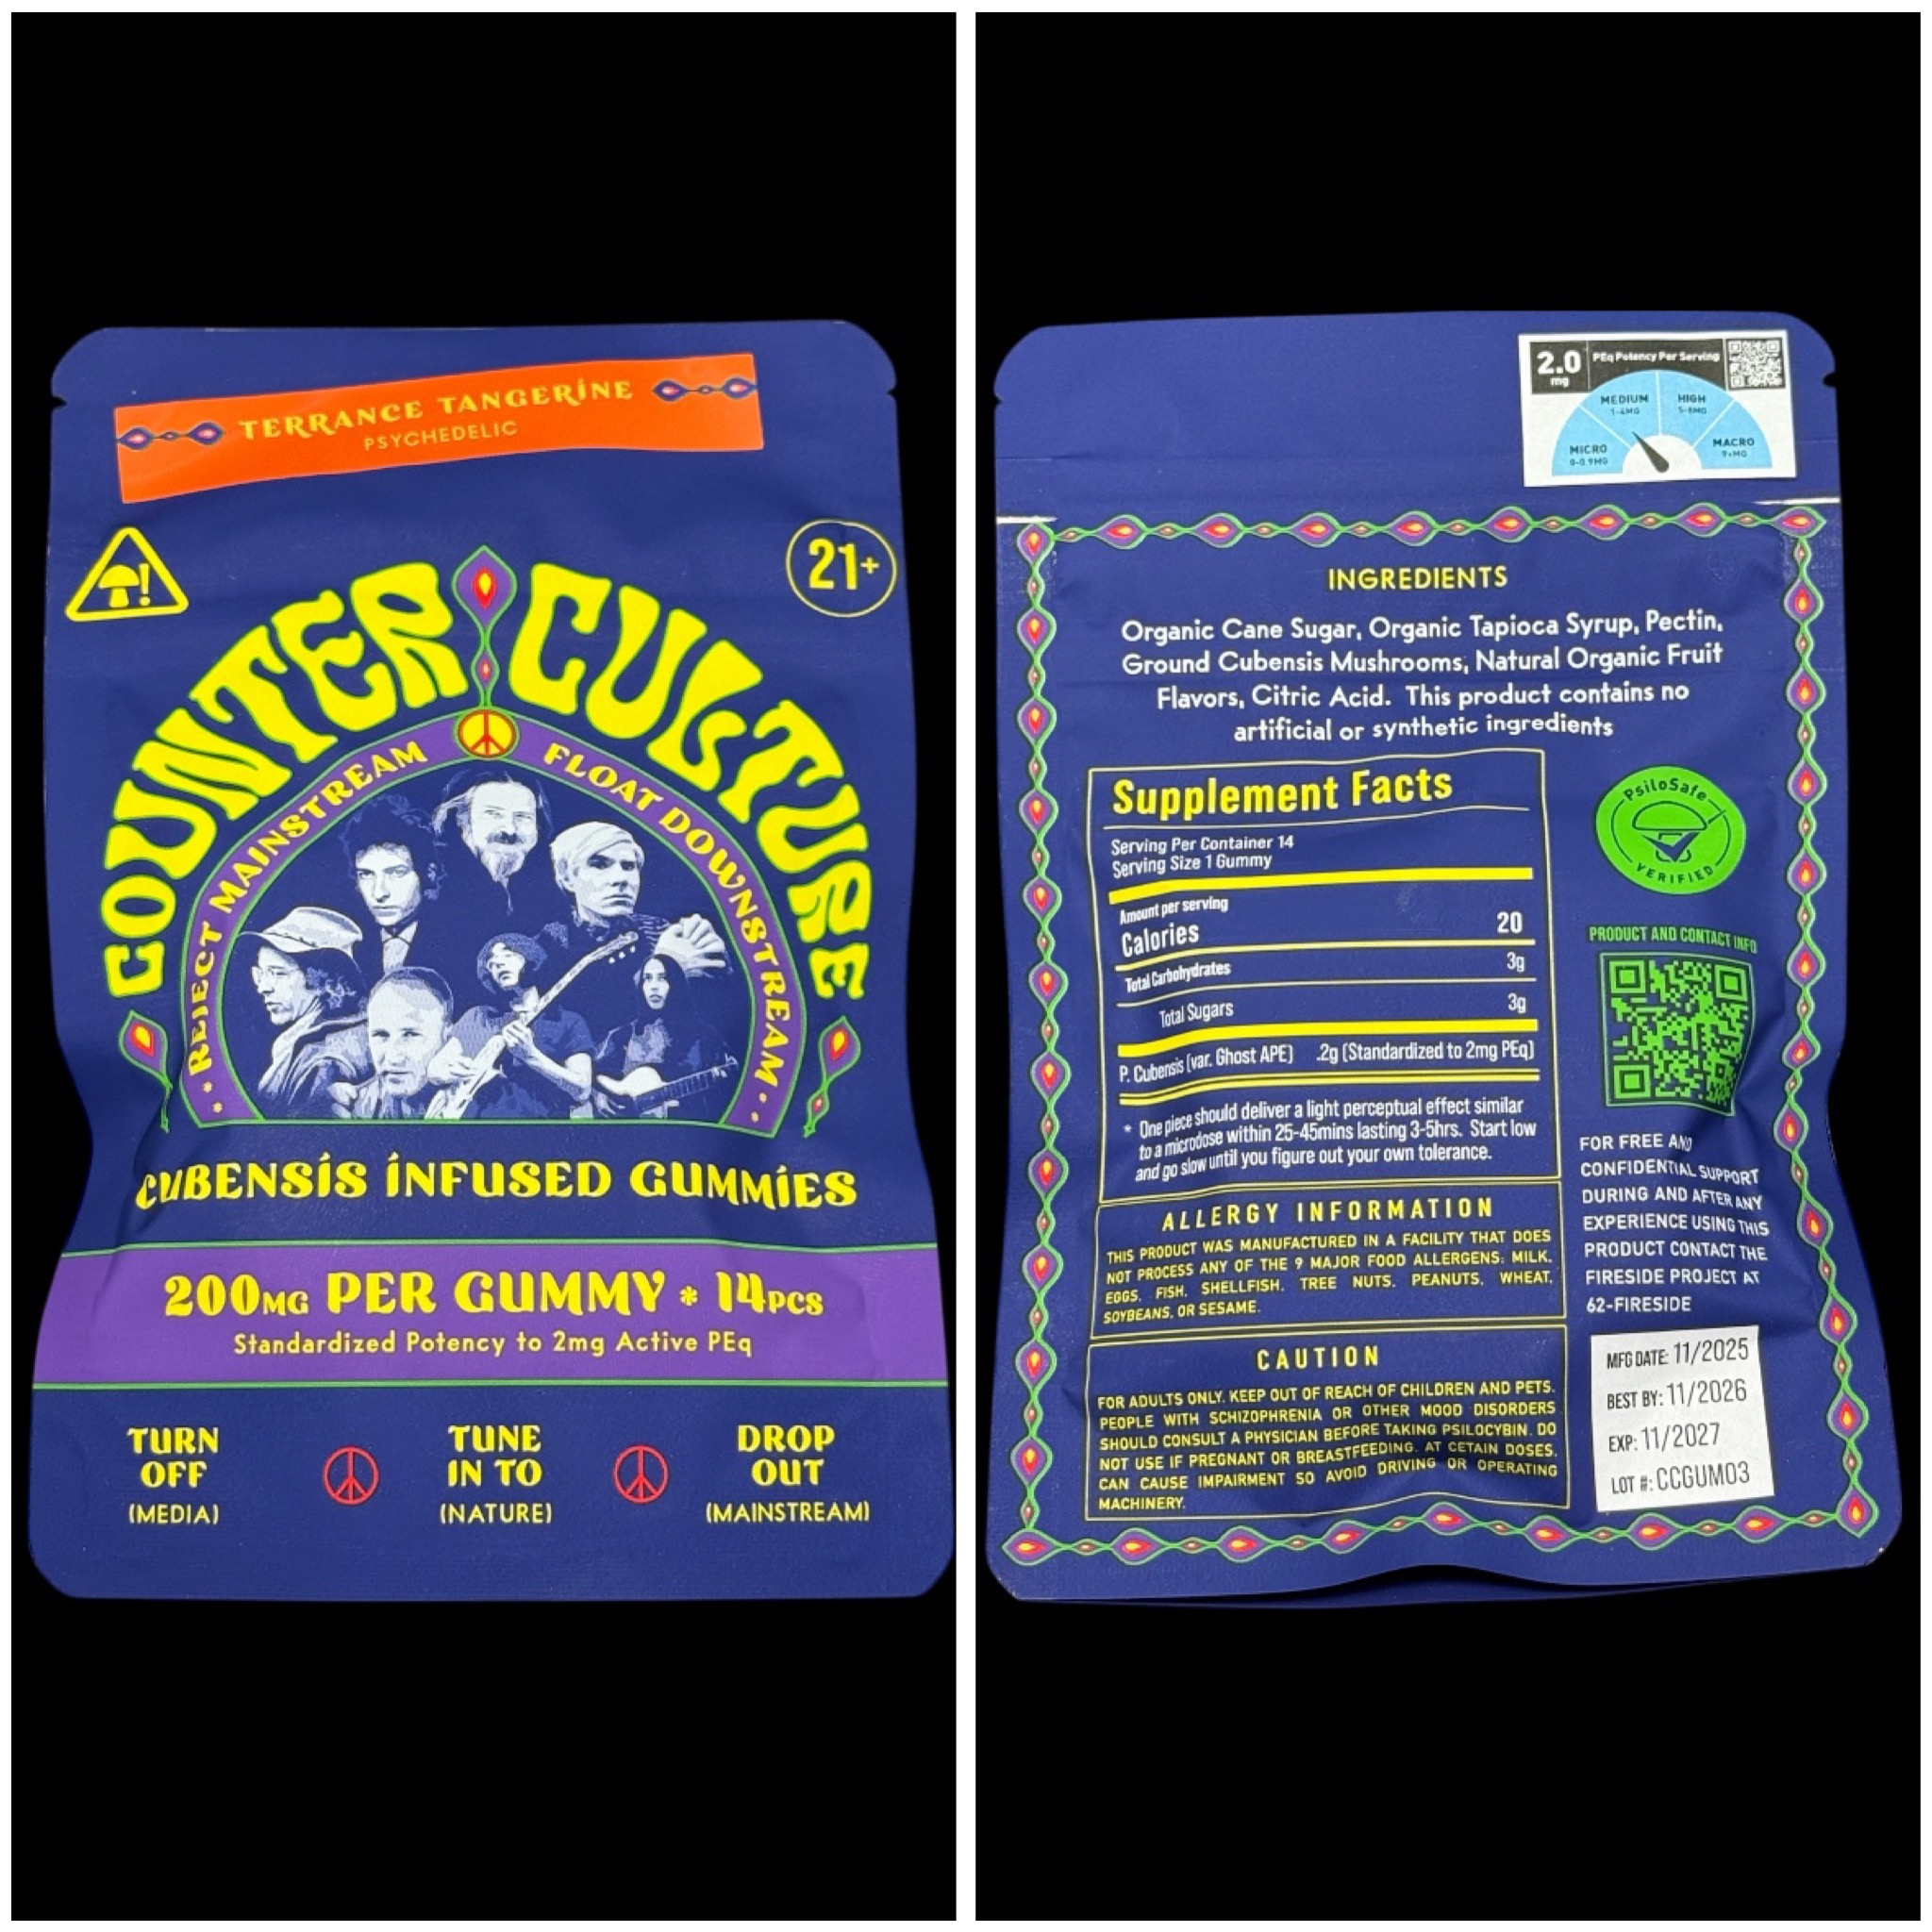 TERRANCE TANGERINE
PSYCHEDELIC
21+
COUNTER CULTURE
REJECT MAINSTREAM
FLOAT DOWNSTREAM
CUBENSIS INFUSED GUMMIES
200MG PER GUMMY * 14PCS
Standardized Potency to 2mg Active PEq
TURN
OFF
(MEDIA)
TUNE
IN TO
(NATURE)
DROP
OUT
(MAINSTREAM)
2.0
mg
PEq Potency Per Serving
MICRO
0-0.9MG
MEDIUM
1-4MG
HIGH
5-8MG
MACRO
9+MG
INGREDIENTS
Organic Cane Sugar, Organic Tapioca Syrup, Pectin,
Ground Cubensis Mushrooms, Natural Organic Fruit
Flavors, Citric Acid. This product contains no
artificial or synthetic ingredients
Supplement Facts
Serving Per Container 14
Serving Size 1 Gummy
Amount per serving
Calories 20
Total Carbohydrates 3g
Total Sugars 3g
P. Cubensis (var. Ghost APE) .2g (Standardized to 2mg PEq)
* One piece should deliver a light perceptual effect similar
to a microdose within 25-45mins lasting 3-5hrs. Start low
and go slow until you figure out your own tolerance.
ALLERGY INFORMATION
THIS PRODUCT WAS MANUFACTURED IN A FACILITY THAT DOES
NOT PROCESS ANY OF THE 9 MAJOR FOOD ALLERGENS: MILK,
EGGS, FISH, SHELLFISH, TREE NUTS, PEANUTS, WHEAT,
SOYBEANS, OR SESAME.
CAUTION
FOR ADULTS ONLY. KEEP OUT OF REACH OF CHILDREN AND PETS.
PEOPLE WITH SCHIZOPHRENIA OR OTHER MOOD DISORDERS
SHOULD CONSULT A PHYSICIAN BEFORE TAKING PSILOCYBIN. DO
NOT USE IF PREGNANT OR BREASTFEEDING. AT CETAIN DOSES,
CAN CAUSE IMPAIRMENT SO AVOID DRIVING OR OPERATING
MACHINERY.
PsiloSafe
VERIFIED
PRODUCT AND CONTACT INFO
FOR FREE AND
CONFIDENTIAL SUPPORT
DURING AND AFTER ANY
EXPERIENCE USING THIS
PRODUCT CONTACT THE
FIRESIDE PROJECT AT
62-FIRESIDE
MFG DATE: 11/2025
BEST BY: 11/2026
EXP: 11/2027
LOT #: CCGUM03